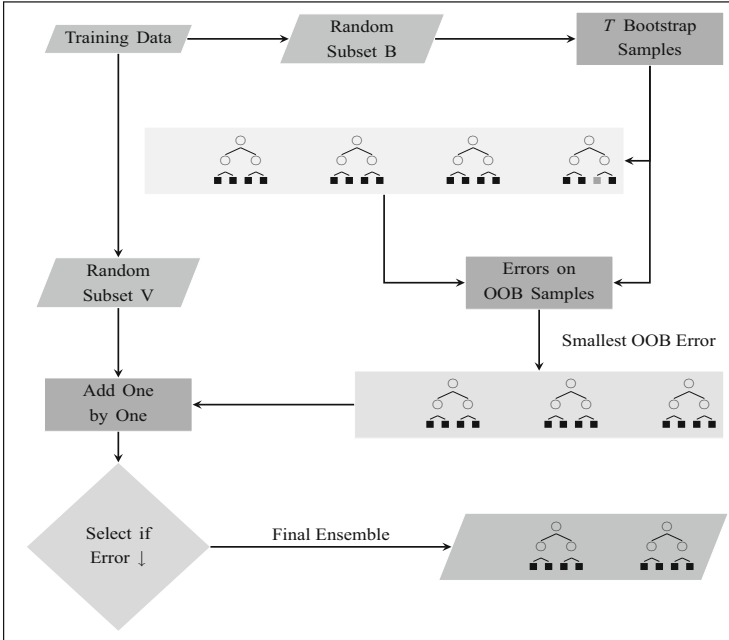 Training Data
Random
Subset B
T Bootstrap
Samples
Random
Subset V
Errors on
OOB Samples
Smallest OOB Error
Add One
by One
Select if
Error ↓
Final Ensemble